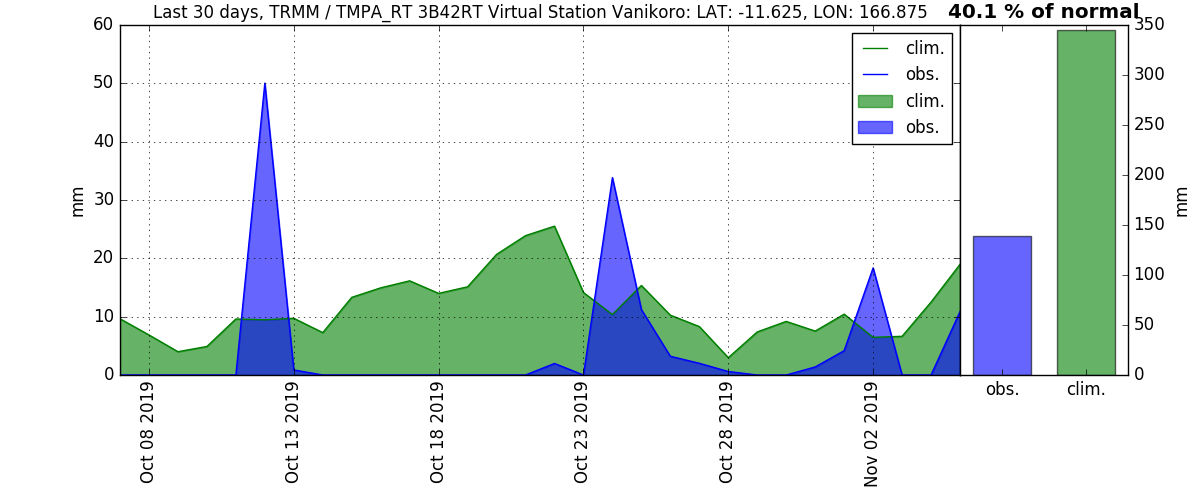 Last 30 days, TRMM / TMPA_RT 3B42RT Virtual Station Vanikoro: LAT: -11.625, LON: 166.875
40.1 % of normal
60
50
40
30
20
10
0
mm
clim.
obs.
clim.
obs.
Oct 08 2019
Oct 13 2019
Oct 18 2019
Oct 23 2019
Oct 28 2019
Nov 02 2019
350
300
250
200
150
100
50
0
mm
obs.
clim.